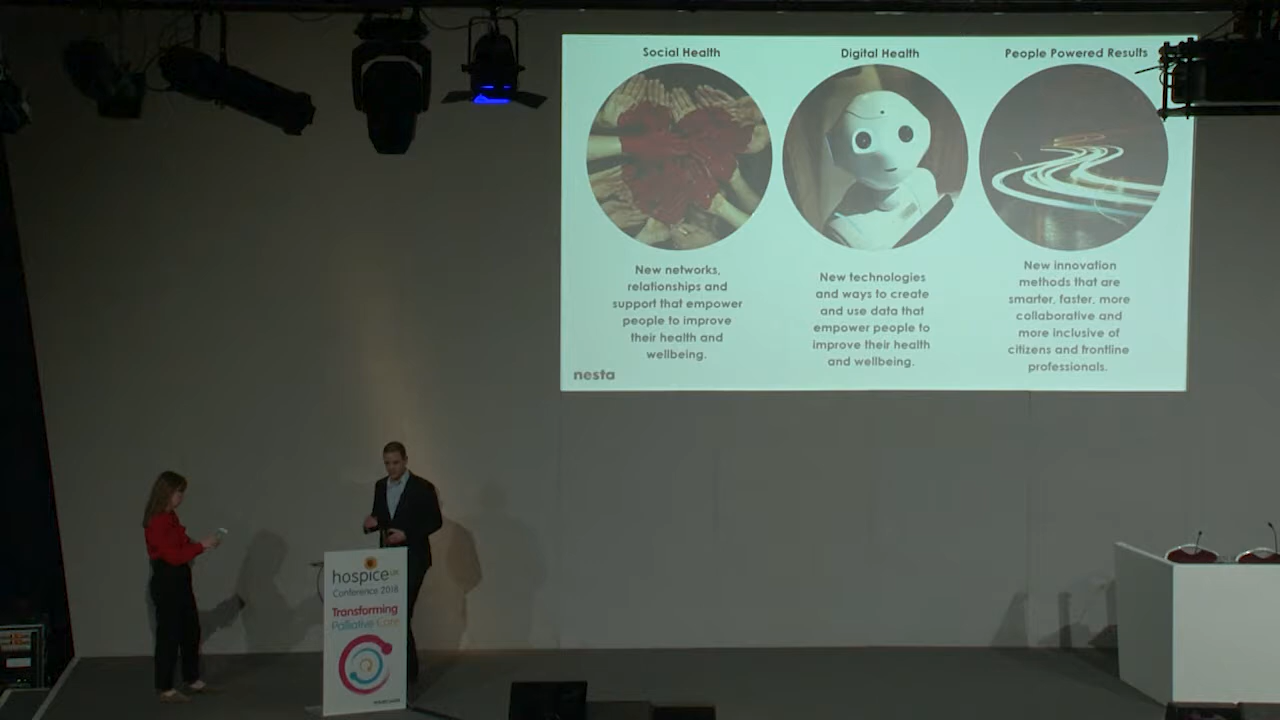 Social Health
Digital Health
People Powered Results
New networks,
relationships and
support that empower
people to improve
their health and
wellbeing.
New technologies
and ways to create
and use data that
empower people to
improve their health
and wellbeing.
New innovation
methods that are
smarter, faster, more
collaborative and
more inclusive of
citizens and frontline
professionals.
nesta
hospice
Conference 2018
Transforming
Palliative Care